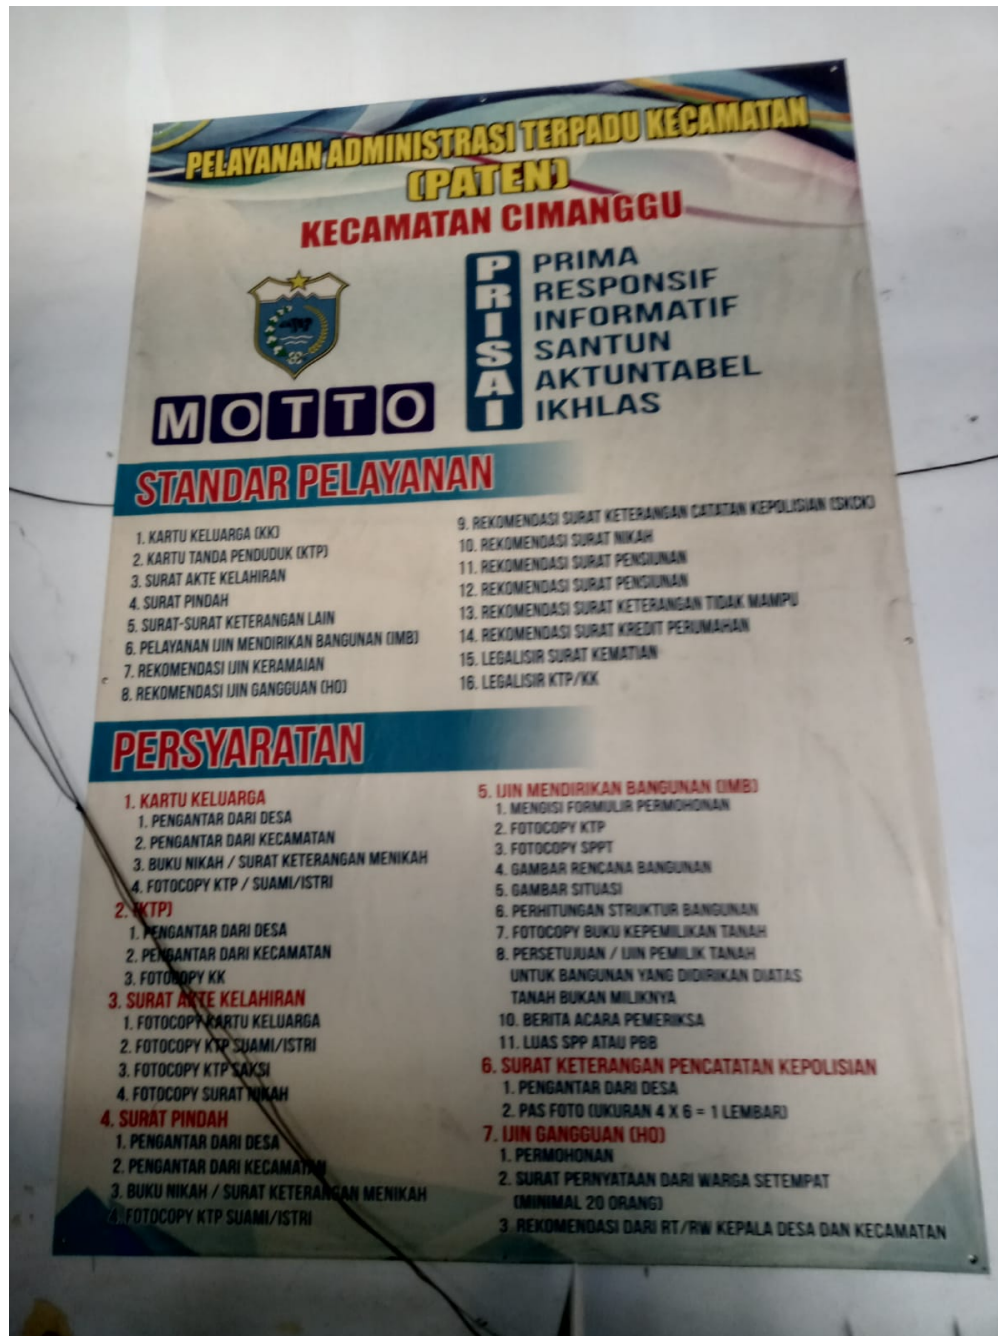 PELAYANAN ADMINISTRASI TERPADU KECAMATAN
(PATEN)
KECAMATAN CIMANGGU
MOTTO
PRISAI
PRIMA
RESPONSIF
INFORMATIF
SANTUN
AKTUNTABEL
IKHLAS
STANDAR PELAYANAN
1. KARTU KELUARGA (KK)
2. KARTU TANDA PENDUDUK (KTP)
3. SURAT AKTE KELAHIRAN
4. SURAT PINDAH
5. SURAT-SURAT KETERANGAN LAIN
6. PELAYANAN IJIN MENDIRIKAN BANGUNAN (IMB)
7. REKOMENDASI IJIN KERAMAIAN
8. REKOMENDASI IJIN GANGGUAN (HO)
9. REKOMENDASI SURAT KETERANGAN CATATAN KEPOLISIAN (SKCK)
10. REKOMENDASI SURAT NIKAH
11. REKOMENDASI SURAT PENSIUNAN
12. REKOMENDASI SURAT PENSIUNAN
13. REKOMENDASI SURAT KETERANGAN TIDAK MAMPU
14. REKOMENDASI SURAT KREDIT PERUMAHAN
15. LEGALISIR SURAT KEMATIAN
16. LEGALISIR KTP/KK
PERSYARATAN
1. KARTU KELUARGA
1. PENGANTAR DARI DESA
2. PENGANTAR DARI KECAMATAN
3. BUKU NIKAH / SURAT KETERANGAN MENIKAH
4. FOTOCOPY KTP / SUAMI/ISTRI
2. (KTP)
1. PENGANTAR DARI DESA
2. PENGANTAR DARI KECAMATAN
3. FOTOCOPY KK
3. SURAT AKTE KELAHIRAN
1. FOTOCOPY KARTU KELUARGA
2. FOTOCOPY KTP SUAMI/ISTRI
3. FOTOCOPY KTP SAKSI
4. FOTOCOPY SURAT NIKAH
4. SURAT PINDAH
1. PENGANTAR DARI DESA
2. PENGANTAR DARI KECAMATAN
3. BUKU NIKAH / SURAT KETERANGAN MENIKAH
4. FOTOCOPY KTP SUAMI/ISTRI
5. IJIN MENDIRIKAN BANGUNAN (IMB)
1. MENGISI FORMULIR PERMOHONAN
2. FOTOCOPY KTP
3. FOTOCOPY SPPT
4. GAMBAR RENCANA BANGUNAN
5. GAMBAR SITUASI
6. PERHITUNGAN STRUKTUR BANGUNAN
7. FOTOCOPY BUKU KEPEMILIKAN TANAH
8. PERSETUJUAN / IJIN PEMILIK TANAH
UNTUK BANGUNAN YANG DIDIRIKAN DIATAS
TANAH BUKAN MILIKNYA
10. BERITA ACARA PEMERIKSA
11. LUAS SPP ATAU PBB
6. SURAT KETERANGAN PENCATATAN KEPOLISIAN
1. PENGANTAR DARI DESA
2. PAS FOTO (UKURAN 4 X 6 = 1 LEMBAR)
7. IJIN GANGGUAN (HO)
1. PERMOHONAN
2. SURAT PERNYATAAN DARI WARGA SETEMPAT
(MINIMAL 20 ORANG)
3. REKOMENDASI DARI RT/RW KEPALA DESA DAN KECAMATAN